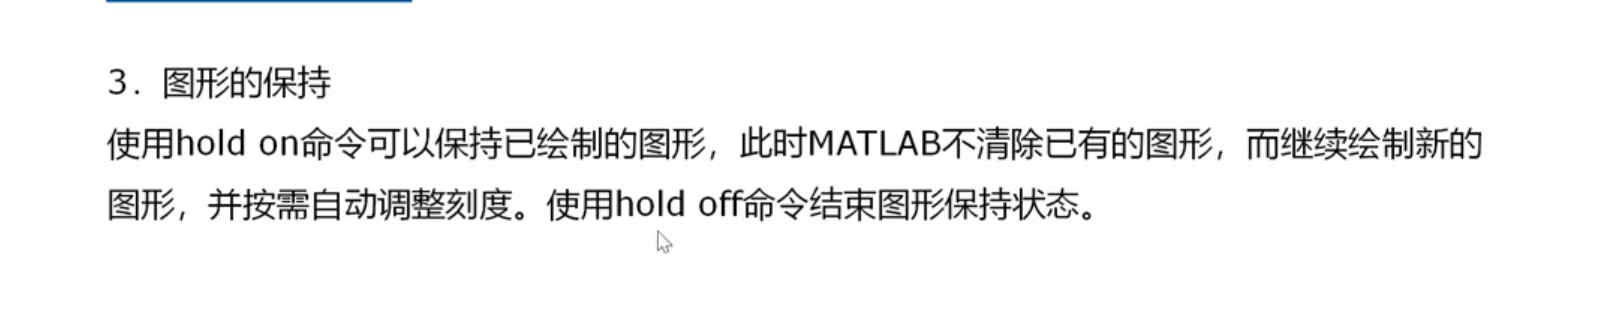 3．图形的保持
使用hold on命令可以保持已绘制的图形，此时MATLAB不清除已有的图形，而继续绘制新的
图形，并按需自动调整刻度。使用hold off命令结束图形保持状态。